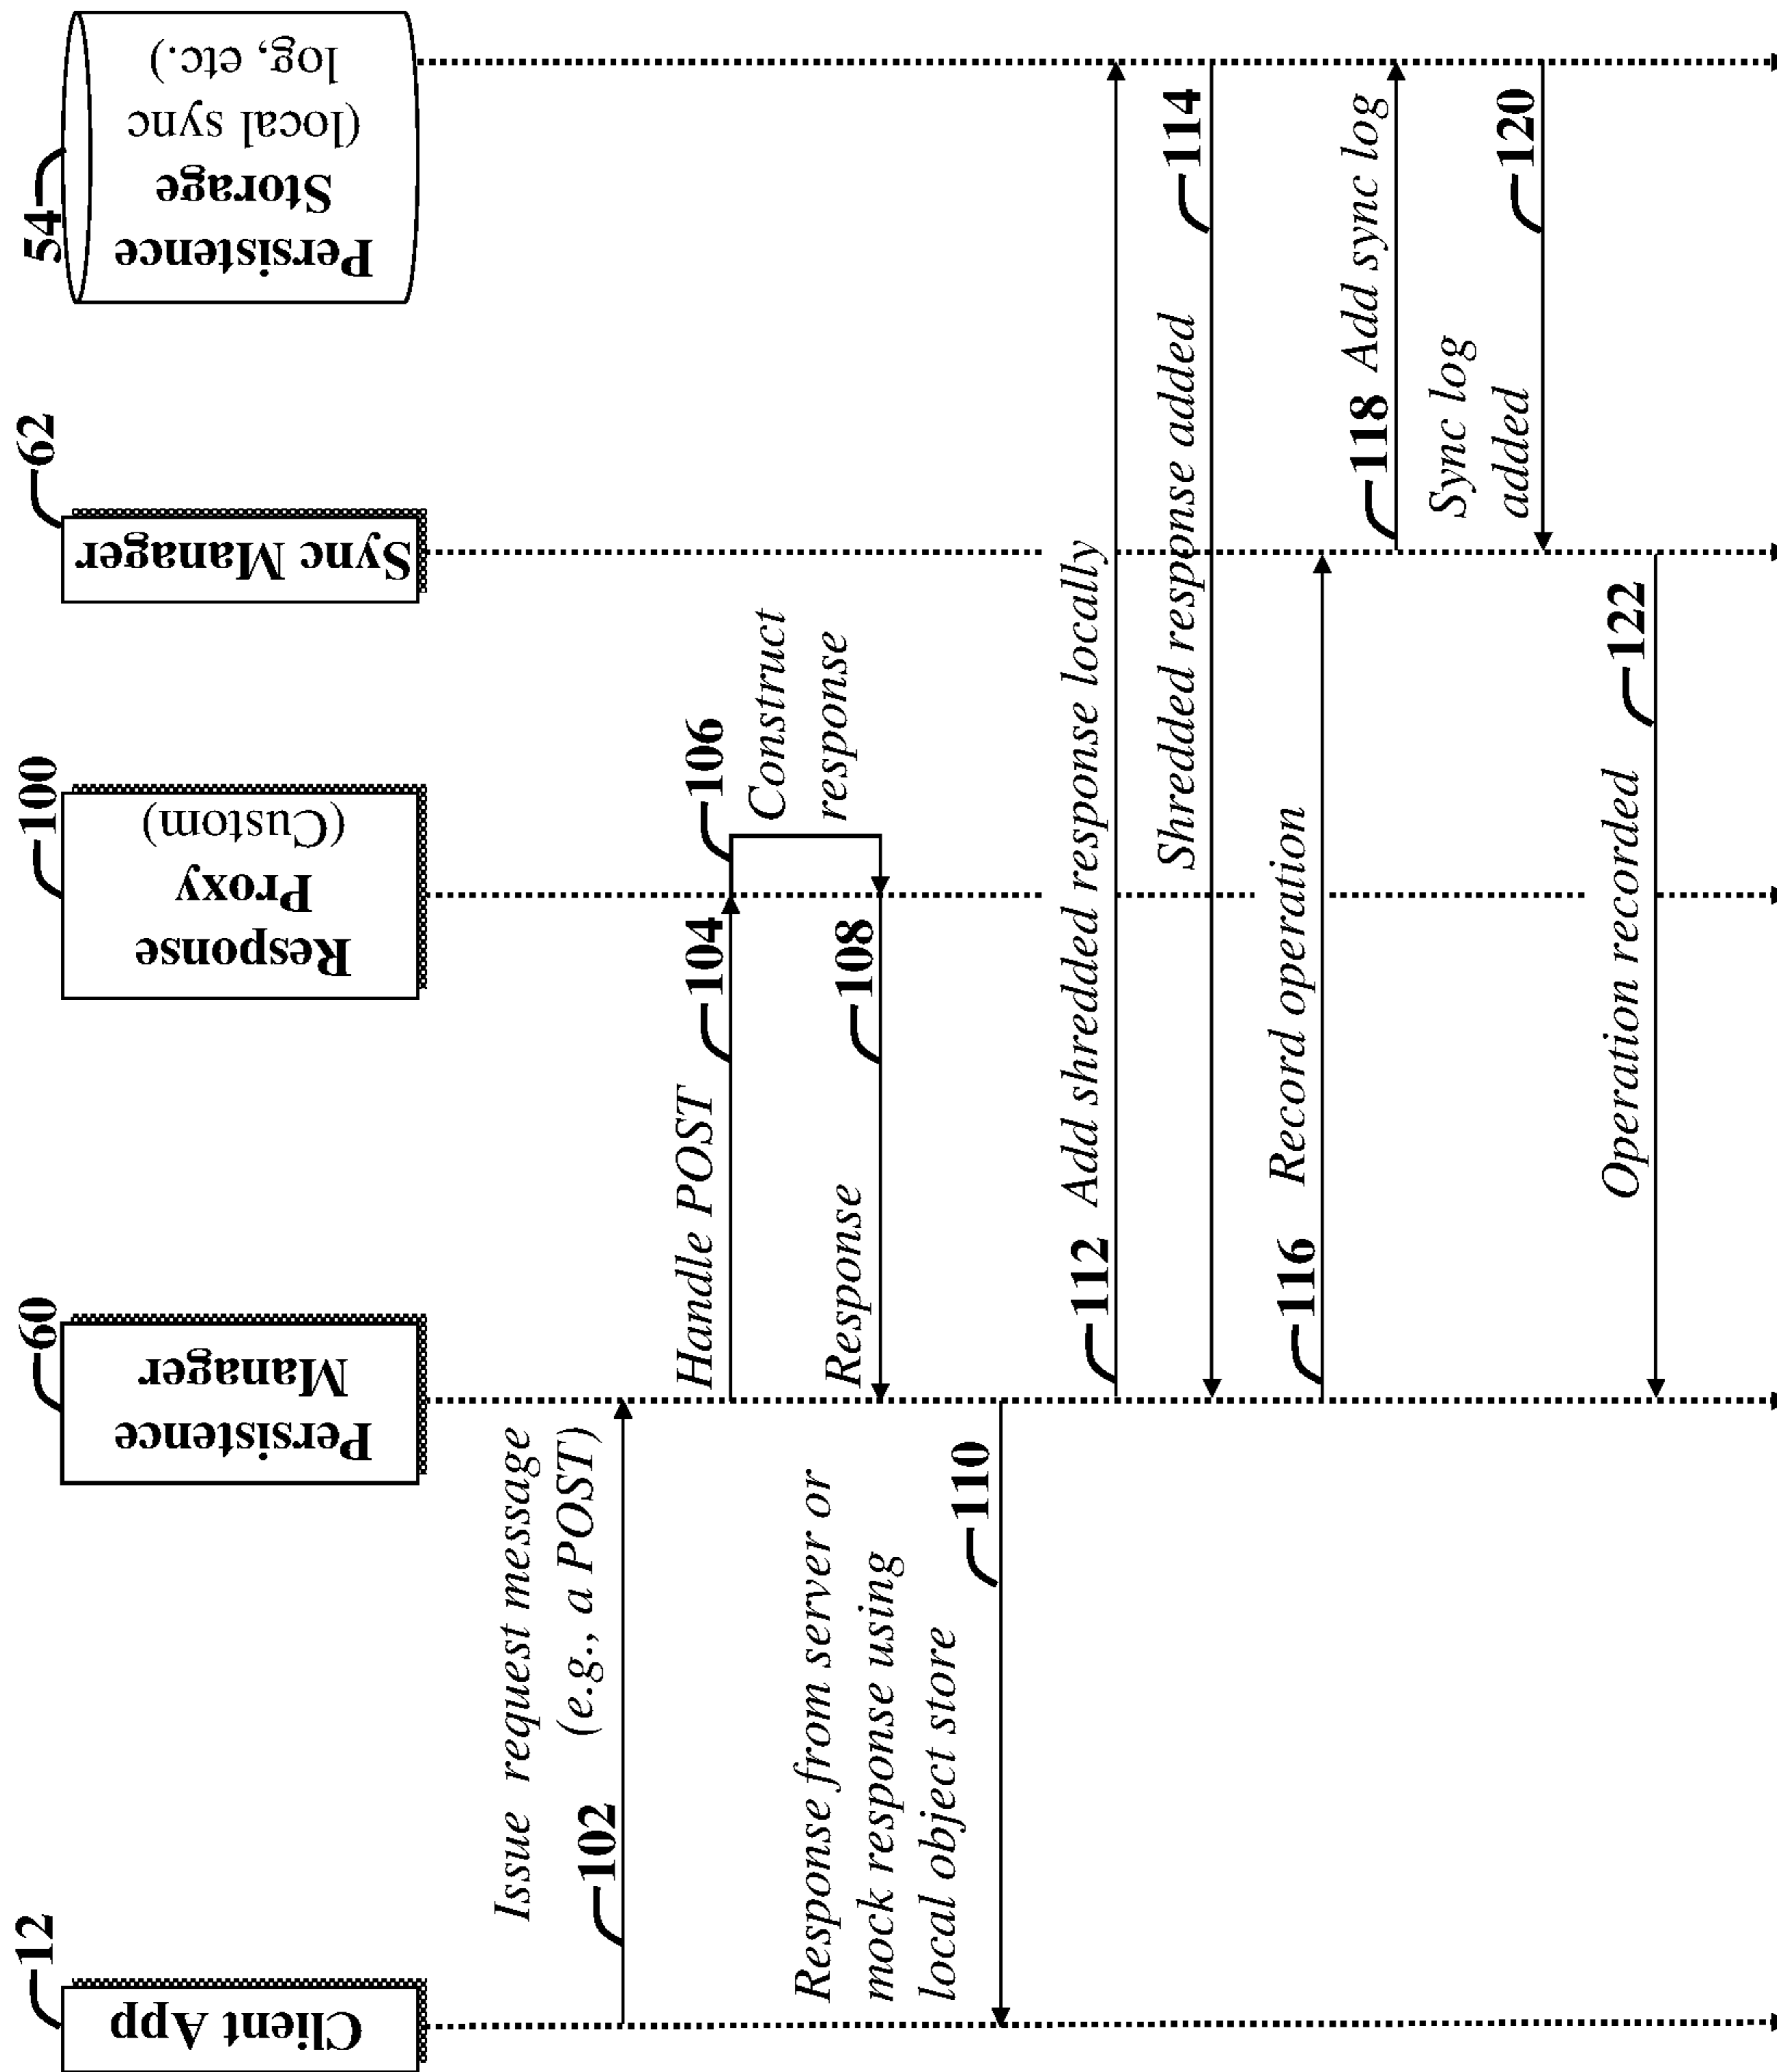 12
Client App
60
Persistence
Manager
100
Response
Proxy
(Custom)
62
Sync Manager
54
Persistence
Storage
(local sync
log, etc.)
Issue request message
(e.g., a POST)
102
Handle POST
104
106
Construct
response
Response
108
Response from server or
mock response using
local object store
110
112
Add shredded response locally
Shredded response added
114
116
Record operation
118
Add sync log
Sync log
added
120
Operation recorded
122